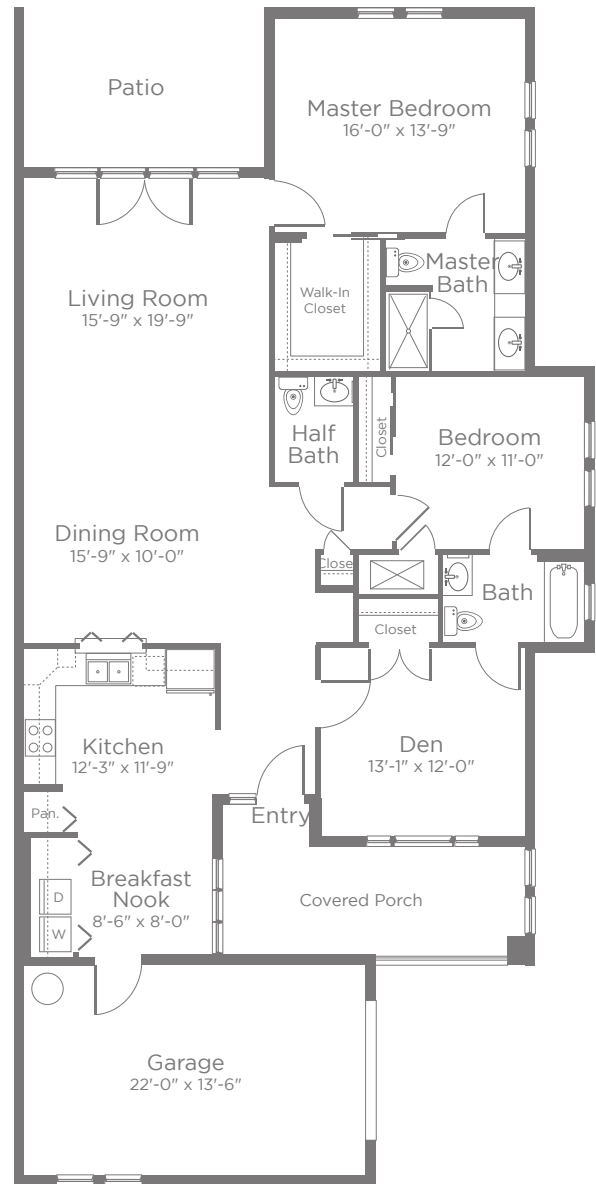 Patio
Master Bedroom
16'-0" x 13'-9"
Living Room
15'-9" x 19'-9"
Walk-In
Closet
Master
Bath
Half
Bath
Closet
Bedroom
12'-0" x 11'-0"
Dining Room
15'-9" x 10'-0"
Close
Bath
Closet
Kitchen
12'-3" x 11'-9"
Den
13'-1" x 12'-0"
Pan.
Entry
Breakfast
Nook
8'-6" x 8'-0"
D
W
Covered Porch
Garage
22'-0" x 13'-6"